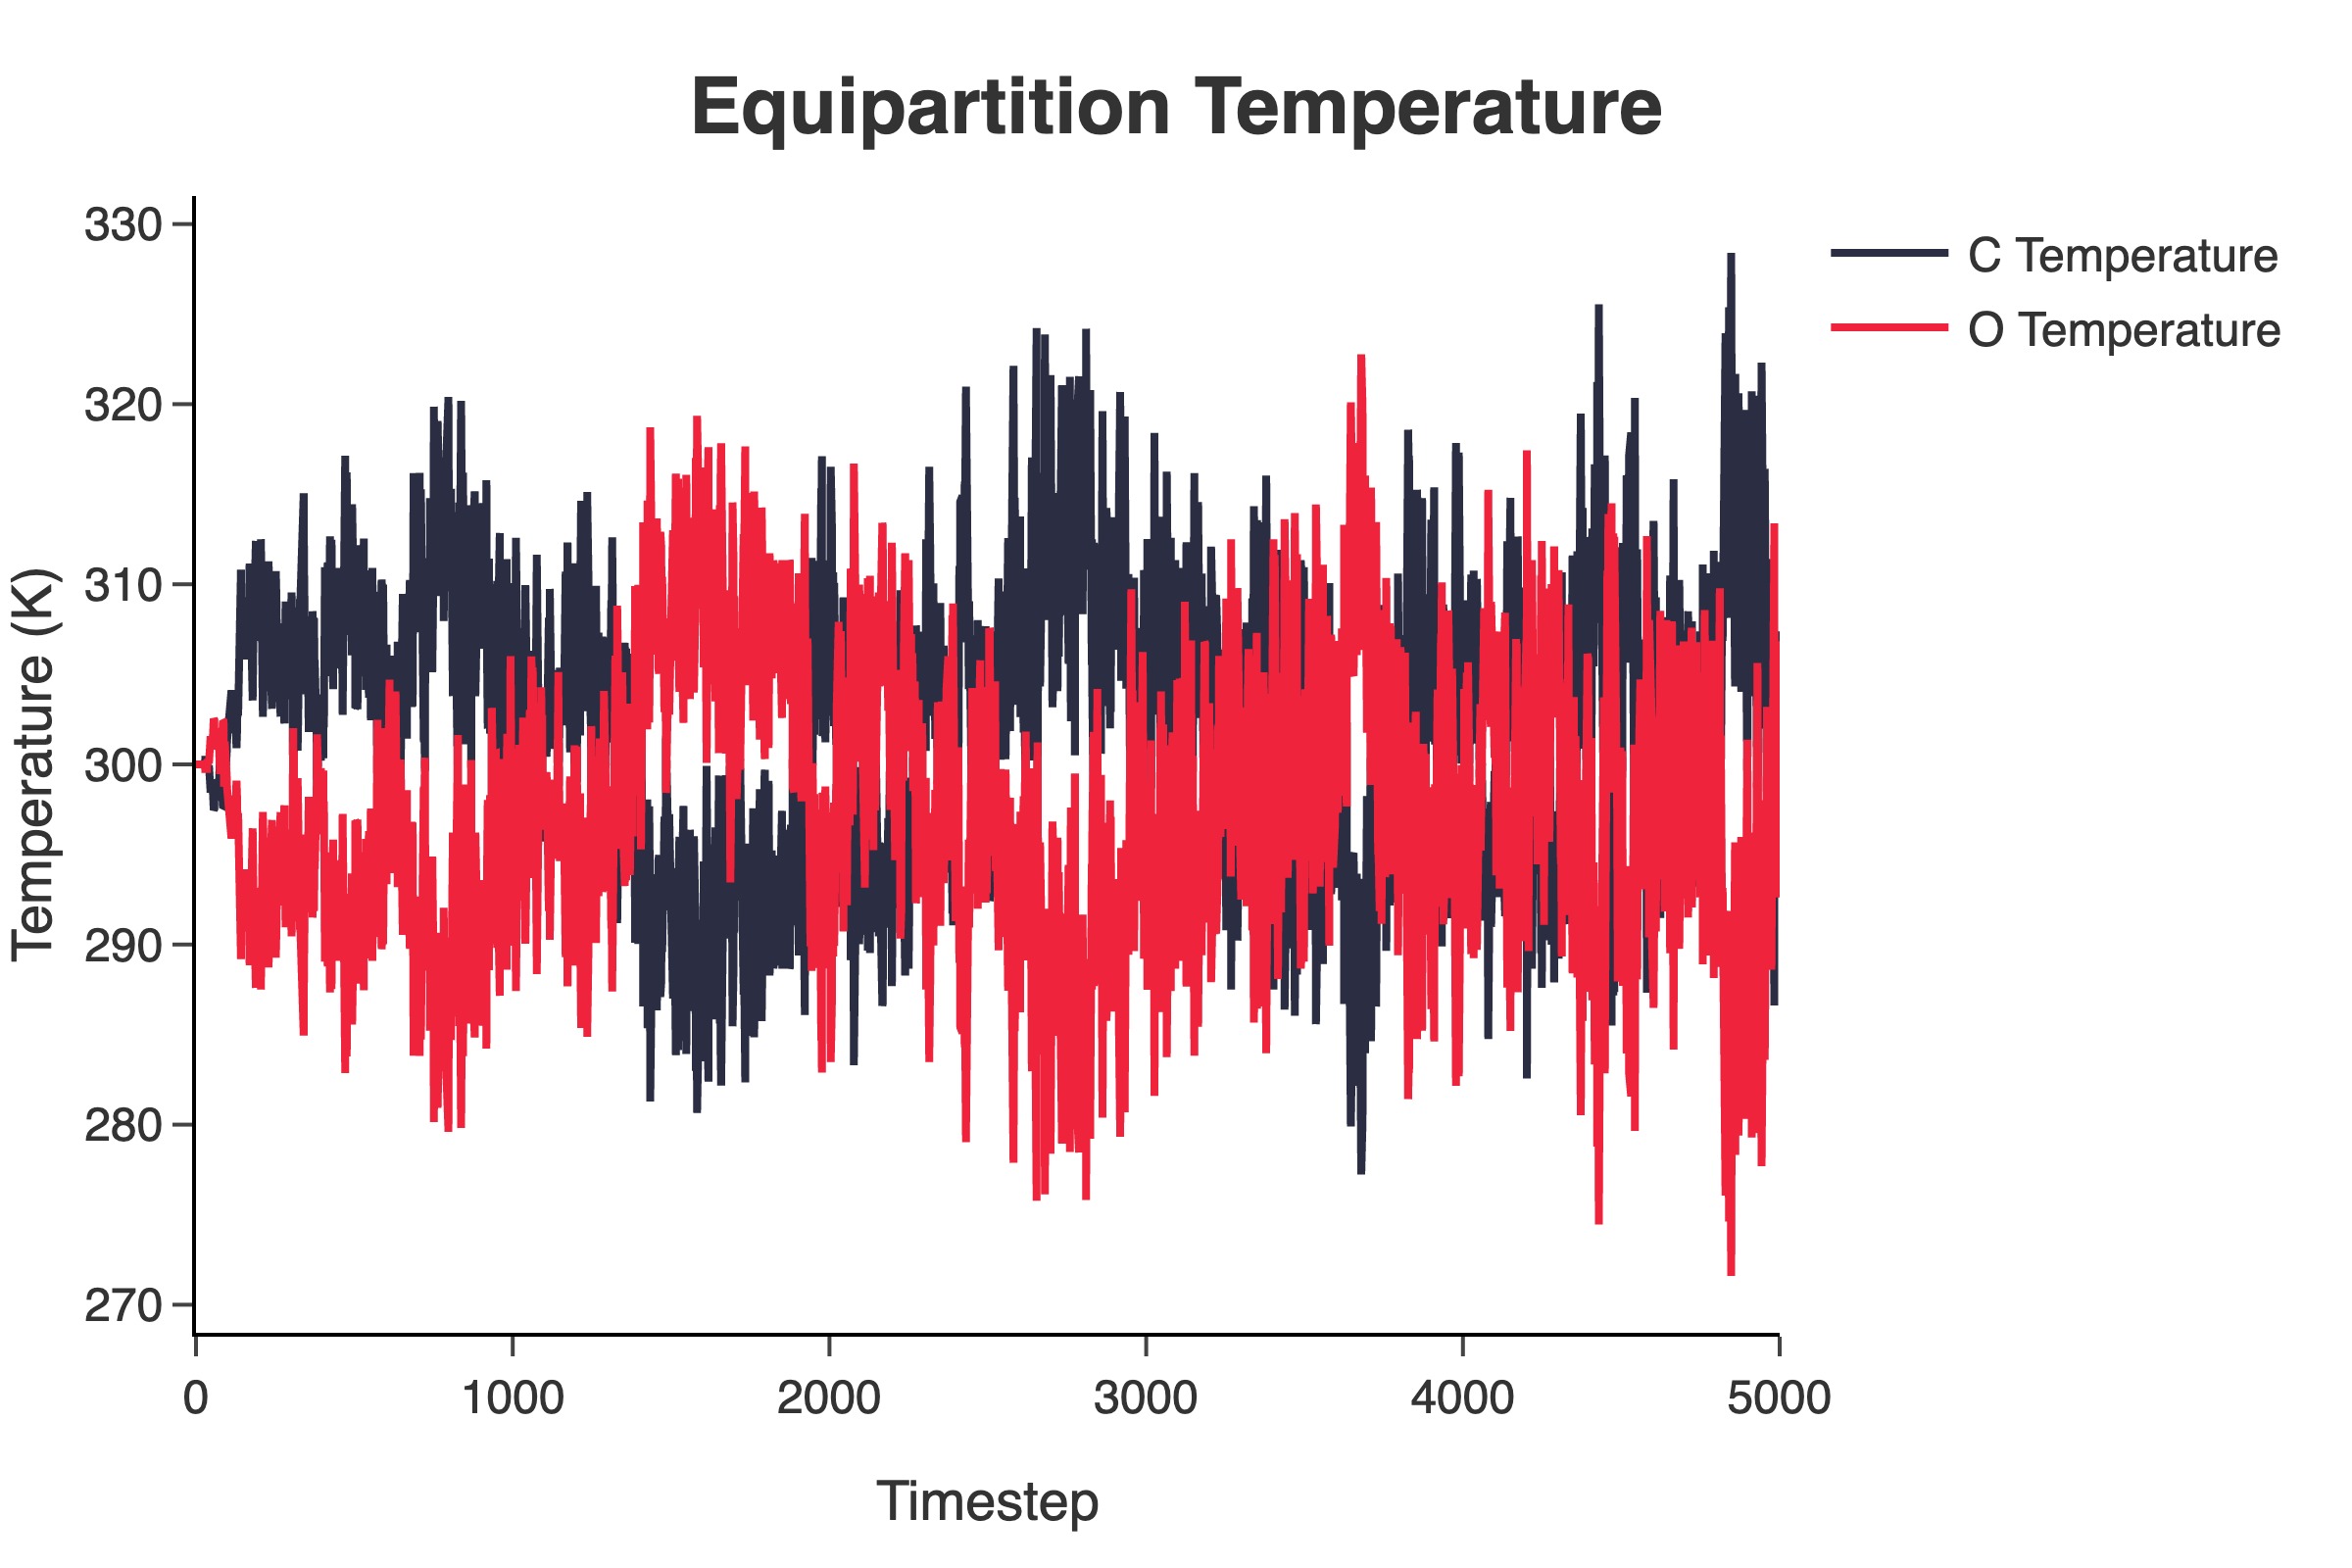 Equipartition Temperature
C Temperature
O Temperature
Temperature (K)
330
320
310
300
290
280
270
0
1000
2000
3000
4000
5000
Timestep